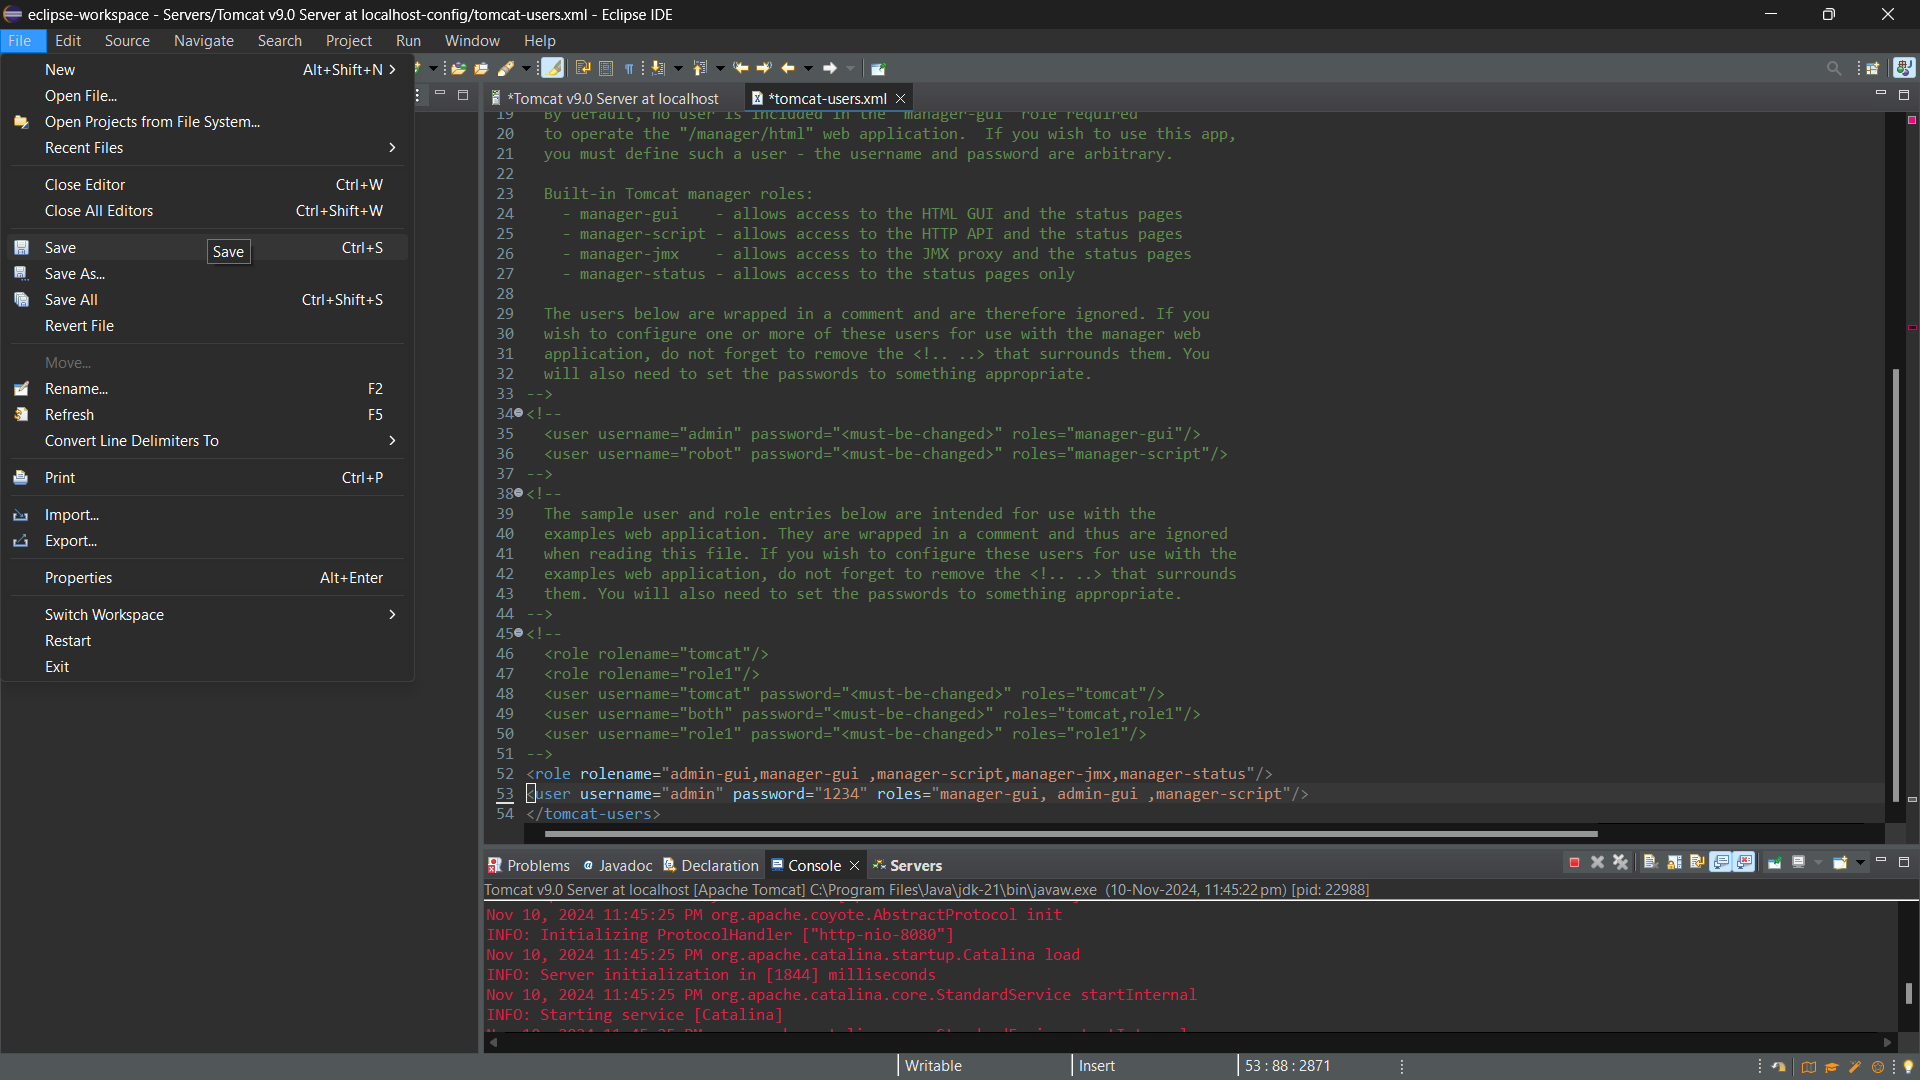 eclipse-workspace - Servers/Tomcat v9.0 Server at localhost-config/tomcat-users.xml - Eclipse IDE
File Edit Source Navigate Search Project Run Window Help
New Alt+Shift+N
Open File...
Open Projects from File System...
Recent Files
Close Editor Ctrl+W
Close All Editors Ctrl+Shift+W
Save Ctrl+S
Save
Save As...
Save All Ctrl+Shift+S
Revert File
Move...
Rename... F2
Refresh F5
Convert Line Delimiters To
Print Ctrl+P
Import...
Export...
Properties Alt+Enter
Switch Workspace
Restart
Exit
*Tomcat v9.0 Server at localhost *tomcat-users.xml
19 By default, no user is included in the "manager-gui" role required
20 to operate the "/manager/html" web application.  If you wish to use this app,
21 you must define such a user - the username and password are arbitrary.
22
23 Built-in Tomcat manager roles:
24 - manager-gui    - allows access to the HTML GUI and the status pages
25 - manager-script - allows access to the HTTP API and the status pages
26 - manager-jmx    - allows access to the JMX proxy and the status pages
27 - manager-status - allows access to the status pages only
28
29 The users below are wrapped in a comment and are therefore ignored. If you
30 wish to configure one or more of these users for use with the manager web
31 application, do not forget to remove the <!.. ..> that surrounds them. You
32 will also need to set the passwords to something appropriate.
33 -->
34 <!--
35 <user username="admin" password="<must-be-changed>" roles="manager-gui"/>
36 <user username="robot" password="<must-be-changed>" roles="manager-script"/>
37 -->
38 <!--
39 The sample user and role entries below are intended for use with the
40 examples web application. They are wrapped in a comment and thus are ignored
41 when reading this file. If you wish to configure these users for use with the
42 examples web application, do not forget to remove the <!.. ..> that surrounds
43 them. You will also need to set the passwords to something appropriate.
44 -->
45 <!--
46 <role rolename="tomcat"/>
47 <role rolename="role1"/>
48 <user username="tomcat" password="<must-be-changed>" roles="tomcat"/>
49 <user username="both" password="<must-be-changed>" roles="tomcat,role1"/>
50 <user username="role1" password="<must-be-changed>" roles="role1"/>
51 -->
52 <role rolename="admin-gui,manager-gui ,manager-script,manager-jmx,manager-status"/>
53 <user username="admin" password="1234" roles="manager-gui, admin-gui ,manager-script"/>
54 </tomcat-users>
Problems Javadoc Declaration Console Servers
Tomcat v9.0 Server at localhost [Apache Tomcat] C:\Program Files\Java\jdk-21\bin\javaw.exe (10-Nov-2024, 11:45:22 pm) [pid: 22988]
Nov 10, 2024 11:45:25 PM org.apache.coyote.AbstractProtocol init
INFO: Initializing ProtocolHandler ["http-nio-8080"]
Nov 10, 2024 11:45:25 PM org.apache.catalina.startup.Catalina load
INFO: Server initialization in [1844] milliseconds
Nov 10, 2024 11:45:25 PM org.apache.catalina.core.StandardService startInternal
INFO: Starting service [Catalina]
Writable Insert 53 : 88 : 2871